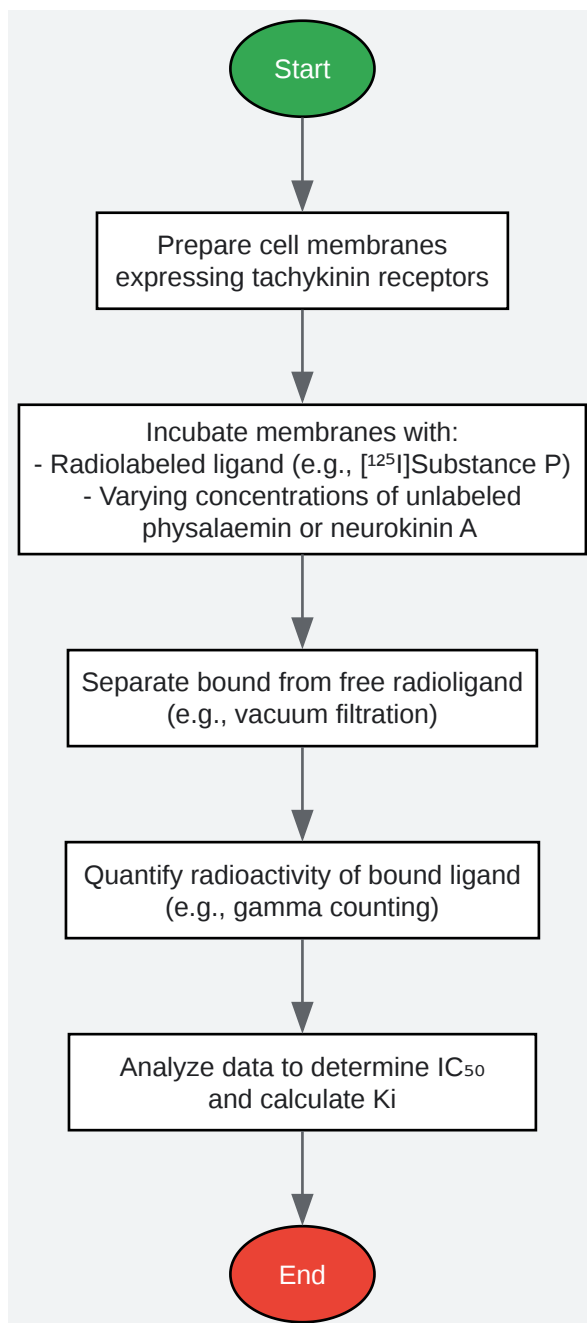 Start
Prepare cell membranes
expressing tachykinin receptors
Incubate membranes with:
- Radiolabeled ligand (e.g., [¹²⁵I]Substance P)
- Varying concentrations of unlabeled
physalaemin or neurokinin A
Separate bound from free radioligand
(e.g., vacuum filtration)
Quantify radioactivity of bound ligand
(e.g., gamma counting)
Analyze data to determine IC₅₀
and calculate Ki
End